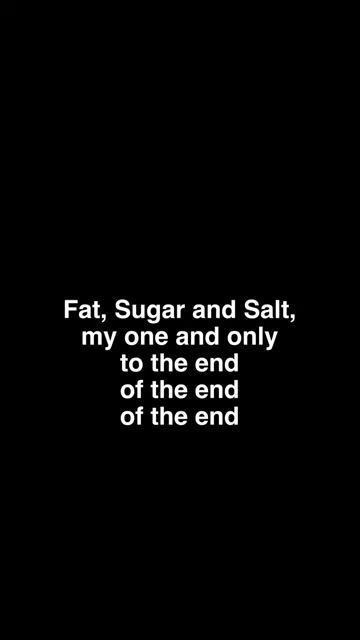 Fat, Sugar and Salt,
my one and only
to the end
of the end
of the end